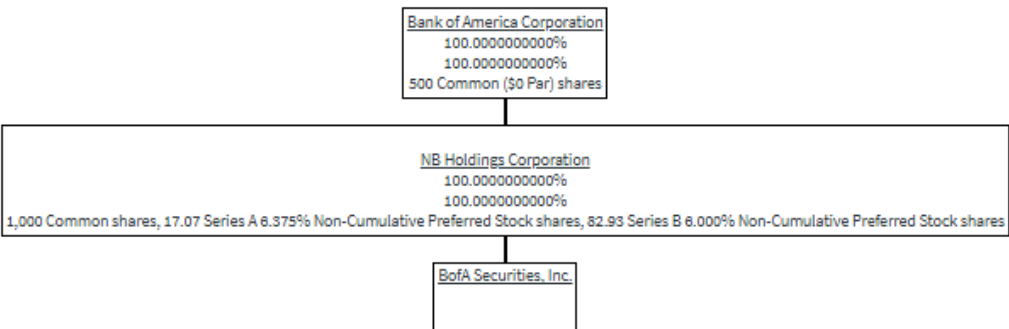 Bank of America Corporation
100.0000000000%
100.0000000000%
500 Common ($0 Par) shares
NB Holdings Corporation
100.0000000000%
100.0000000000%
1,000 Common shares, 17.07 Series A 6.375% Non-Cumulative Preferred Stock shares, 82.93 Series B 6.000% Non-Cumulative Preferred Stock shares
BofA Securities, Inc.